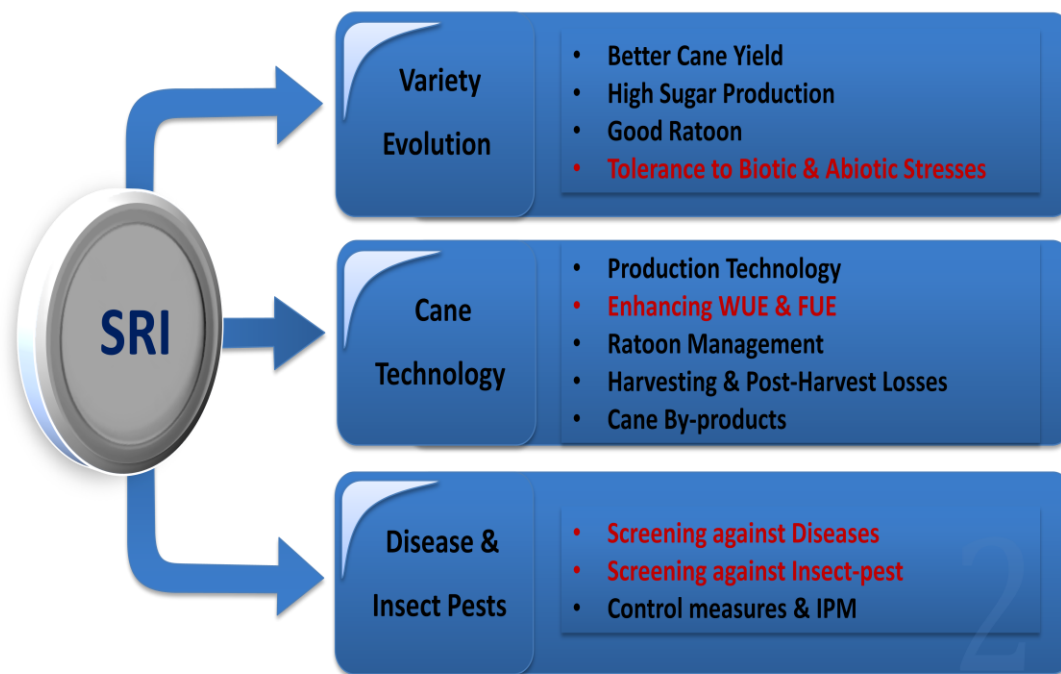 SRI
Variety
Evolution
• Better Cane Yield
• High Sugar Production
• Good Ratoon
• Tolerance to Biotic & Abiotic Stresses
Cane
Technology
• Production Technology
• Enhancing WUE & FUE
• Ratoon Management
• Harvesting & Post-Harvest Losses
• Cane By-products
Disease &
Insect Pests
• Screening against Diseases
• Screening against Insect-pest
• Control measures & IPM
2